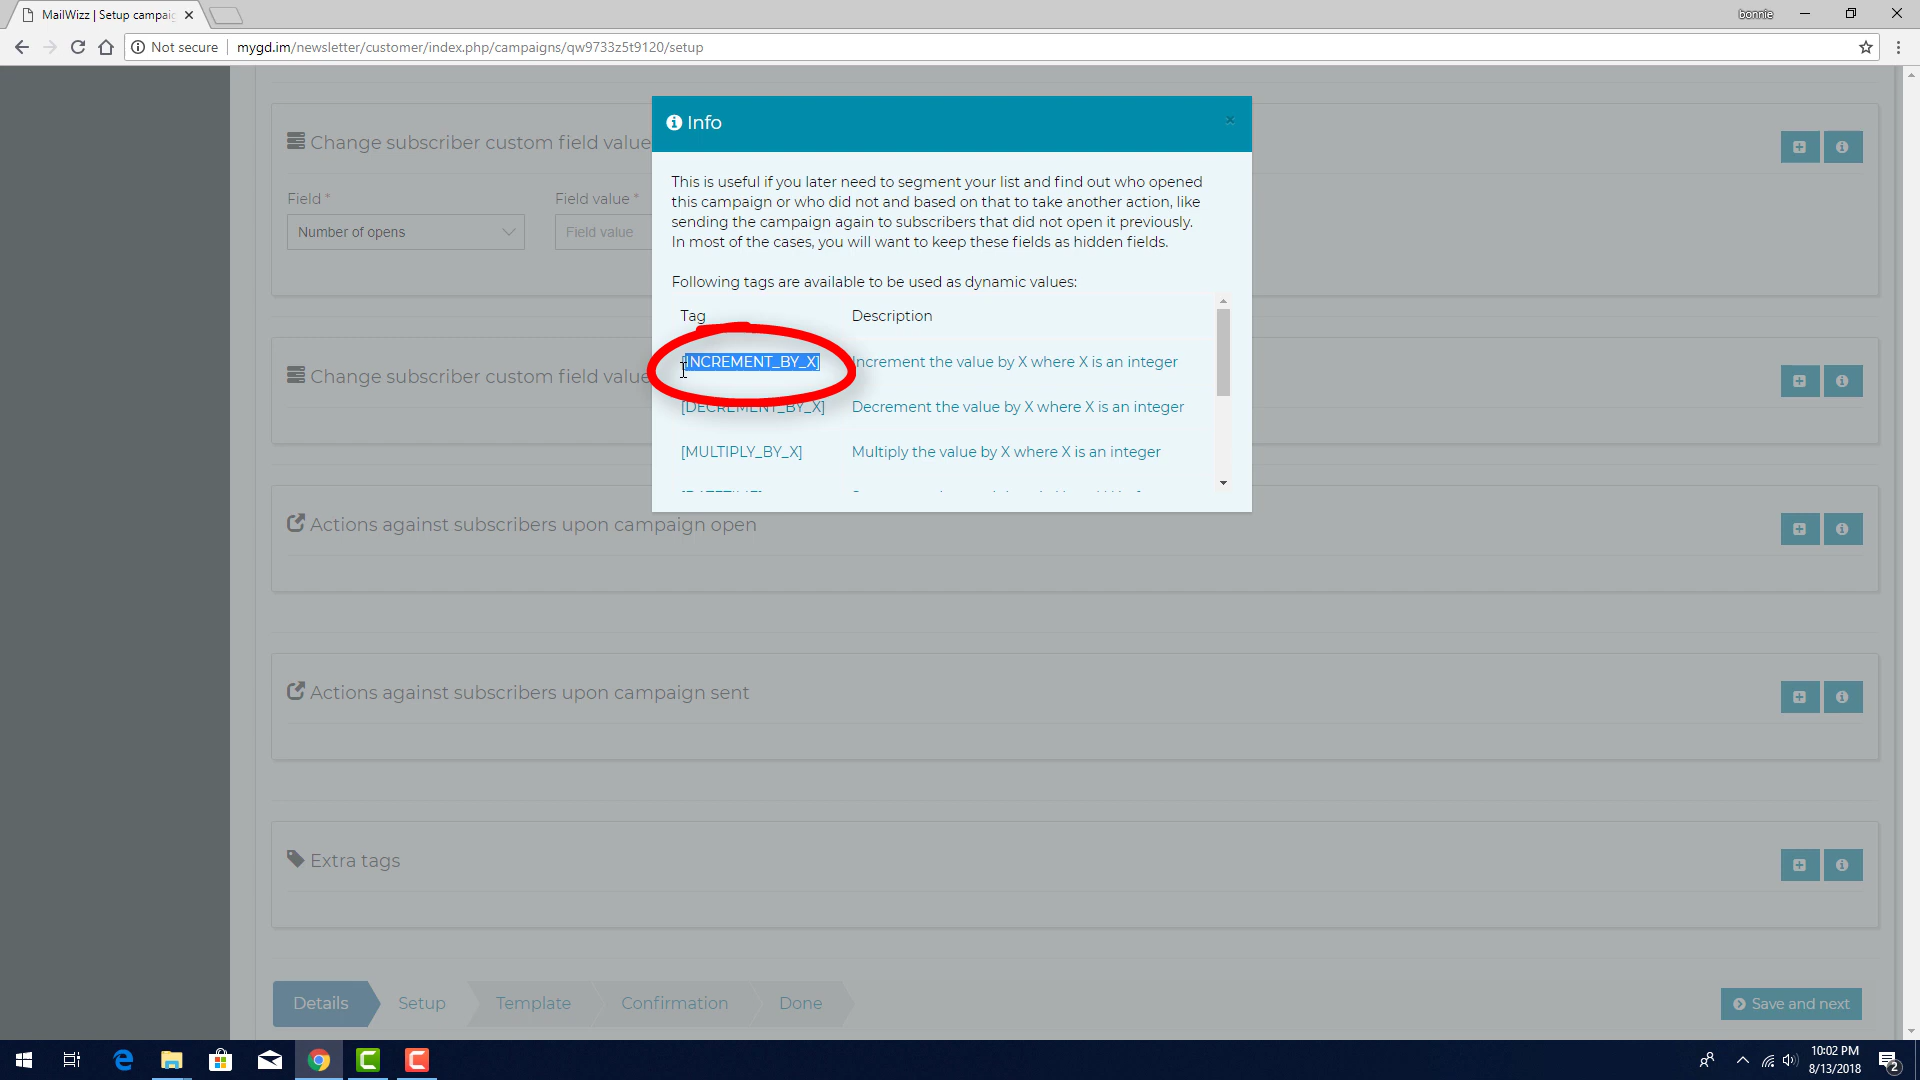 MailWizz | Setup campaig
bonnie
Not secure
mygd.im/newsletter/customer/index.php/campaigns/qw9733z5t9120/setup
Info
×
Change subscriber custom field value
This is useful if you later need to segment your list and find out who opened
this campaign or who did not and based on that to take another action, like
sending the campaign again to subscribers that did not open it previously.
In most of the cases, you will want to keep these fields as hidden fields.
Field *
Field value *
Number of opens
Field value
Following tags are available to be used as dynamic values:
Tag
Description
[INCREMENT_BY_X]
Increment the value by X where X is an integer
Change subscriber custom field value
[DECREMENT_BY_X]
Decrement the value by X where X is an integer
[MULTIPLY_BY_X]
Multiply the value by X where X is an integer
Actions against subscribers upon campaign open
Actions against subscribers upon campaign sent
Extra tags
Details
Setup
Template
Confirmation
Done
Save and next
10:02 PM
8/13/2018
2